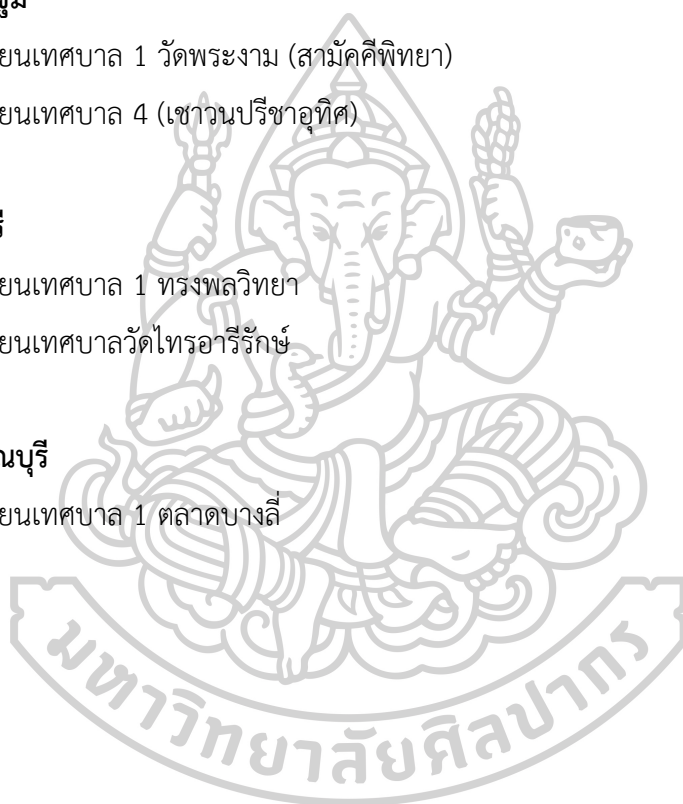 ฐม
ยนเทศบาล 1 วัดพระงาม (สามัคคีพิทยา)
ยนเทศบาล 4 (เชาวนปรีชาอุทิศ)
รี
ยนเทศบาล 1 ทรงพลวิทยา
ยนเทศบาลวัดไทรอารีรักษ์
ณบุรี
ยนเทศบาล 1 ตลาดบางลี่
มหาวิทยาลัยศิลปากร